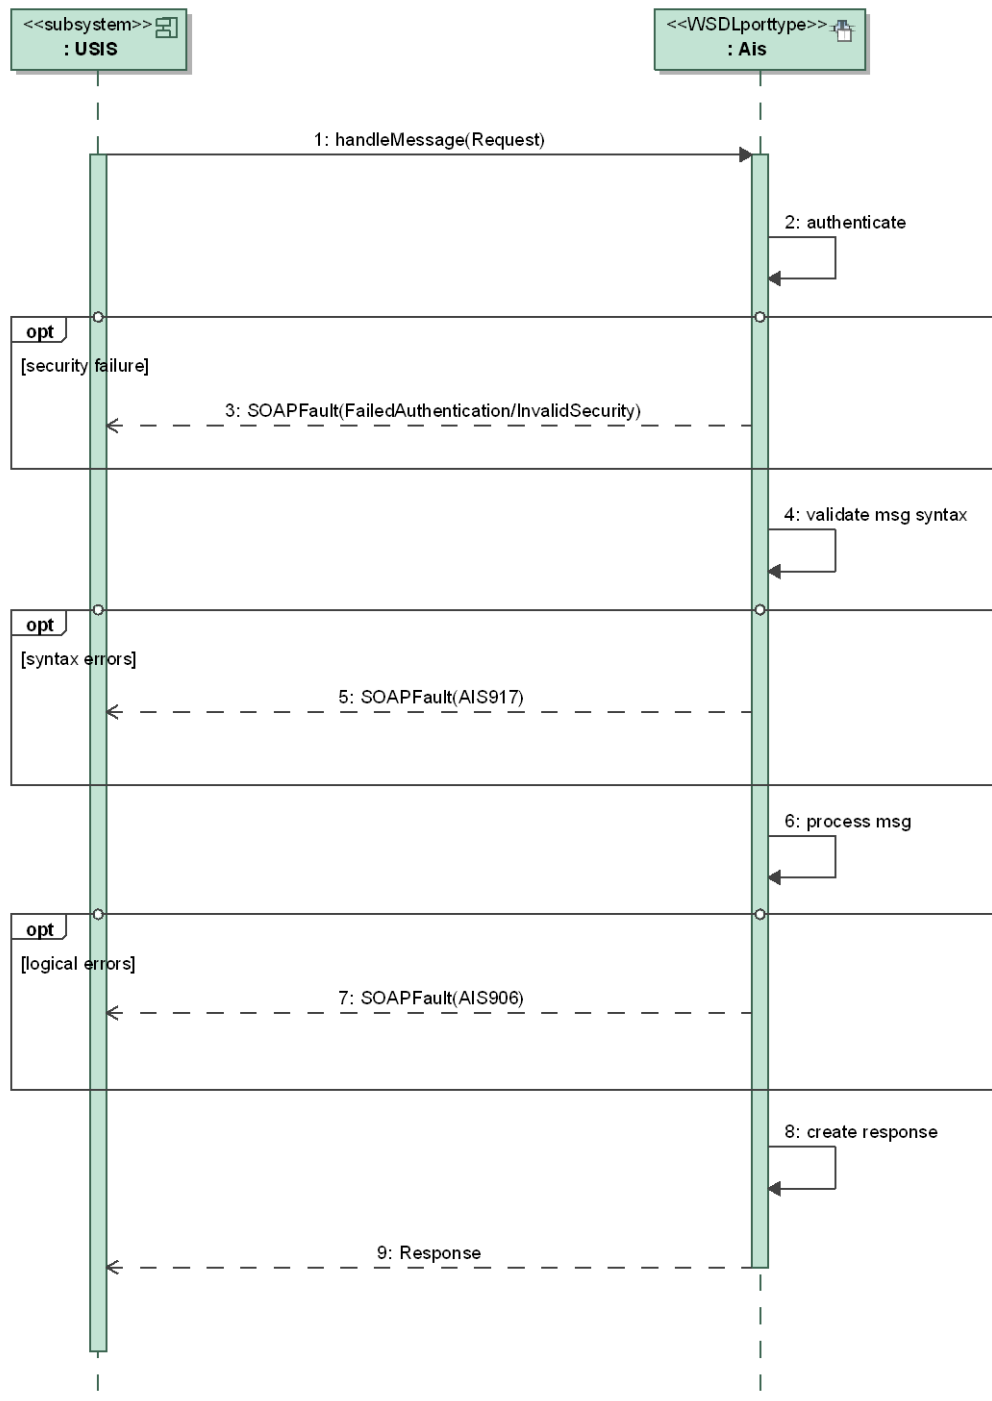 <<subsystem>>
: USIS
<<WSDLporttype>>
: Ais
1: handleMessage(Request)
2: authenticate
opt
[security failure]
3: SOAPFault(FailedAuthentication/InvalidSecurity)
4: validate msg syntax
opt
[syntax errors]
5: SOAPFault(AIS917)
6: process msg
opt
[logical errors]
7: SOAPFault(AIS906)
8: create response
9: Response